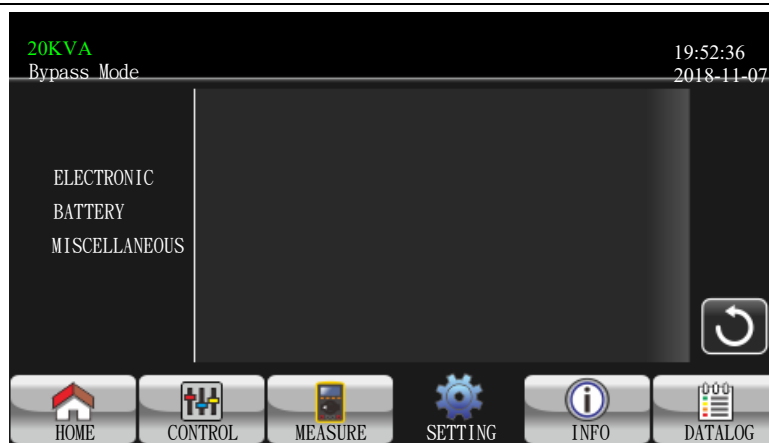 20KVA
Bypass Mode
19:52:36
2018-11-07
ELECTRONIC
BATTERY
MISCELLANEOUS
HOME
CONTROL
MEASURE
SETTING
INFO
DATALOG